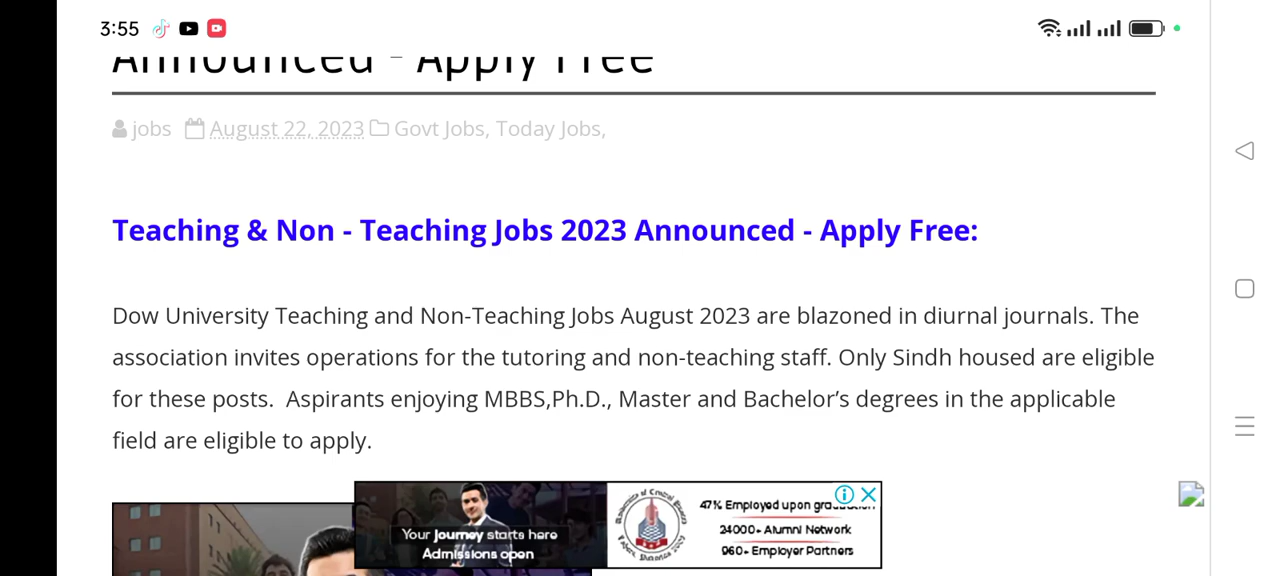 3:55
Announced - Apply Free
jobs August 22, 2023 Govt Jobs, Today Jobs,
Teaching & Non - Teaching Jobs 2023 Announced - Apply Free:
Dow University Teaching and Non-Teaching Jobs August 2023 are blazoned in diurnal journals. The
association invites operations for the tutoring and non-teaching staff. Only Sindh housed are eligible
for these posts.  Aspirants enjoying MBBS,Ph.D., Master and Bachelor’s degrees in the applicable
field are eligible to apply.
Your journey starts here
Admissions open
47% Employed upon graduation
24000+ Alumni Network
960+ Employer Partners